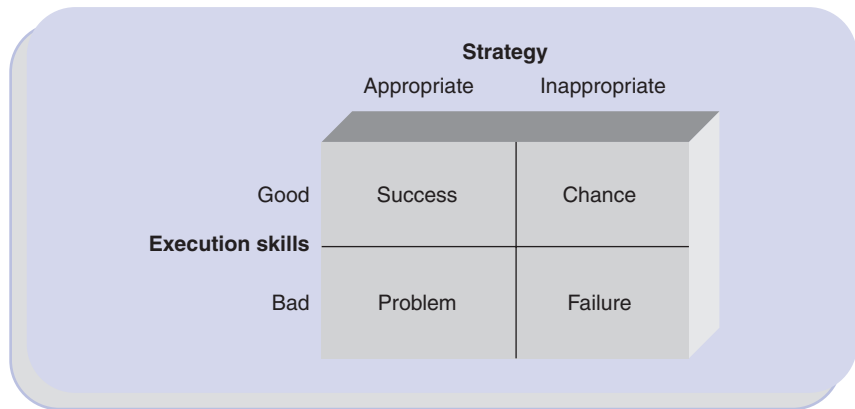 Strategy
Appropriate Inappropriate
Good Success Chance
Execution skills
Bad Problem Failure